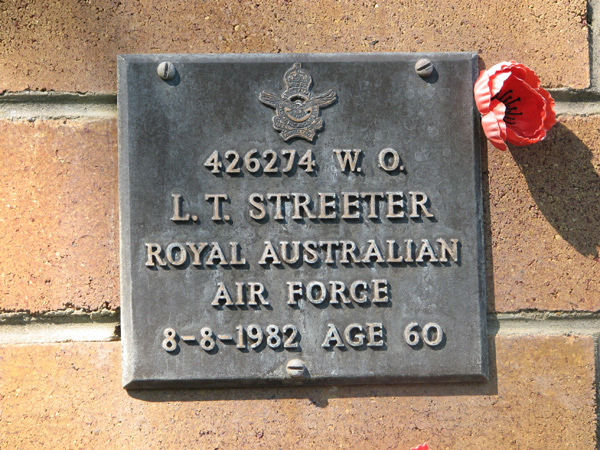 426274 W. O.
L. T. STREETER
ROYAL AUSTRALIAN
AIR FORCE
8-8-1982 AGE 60